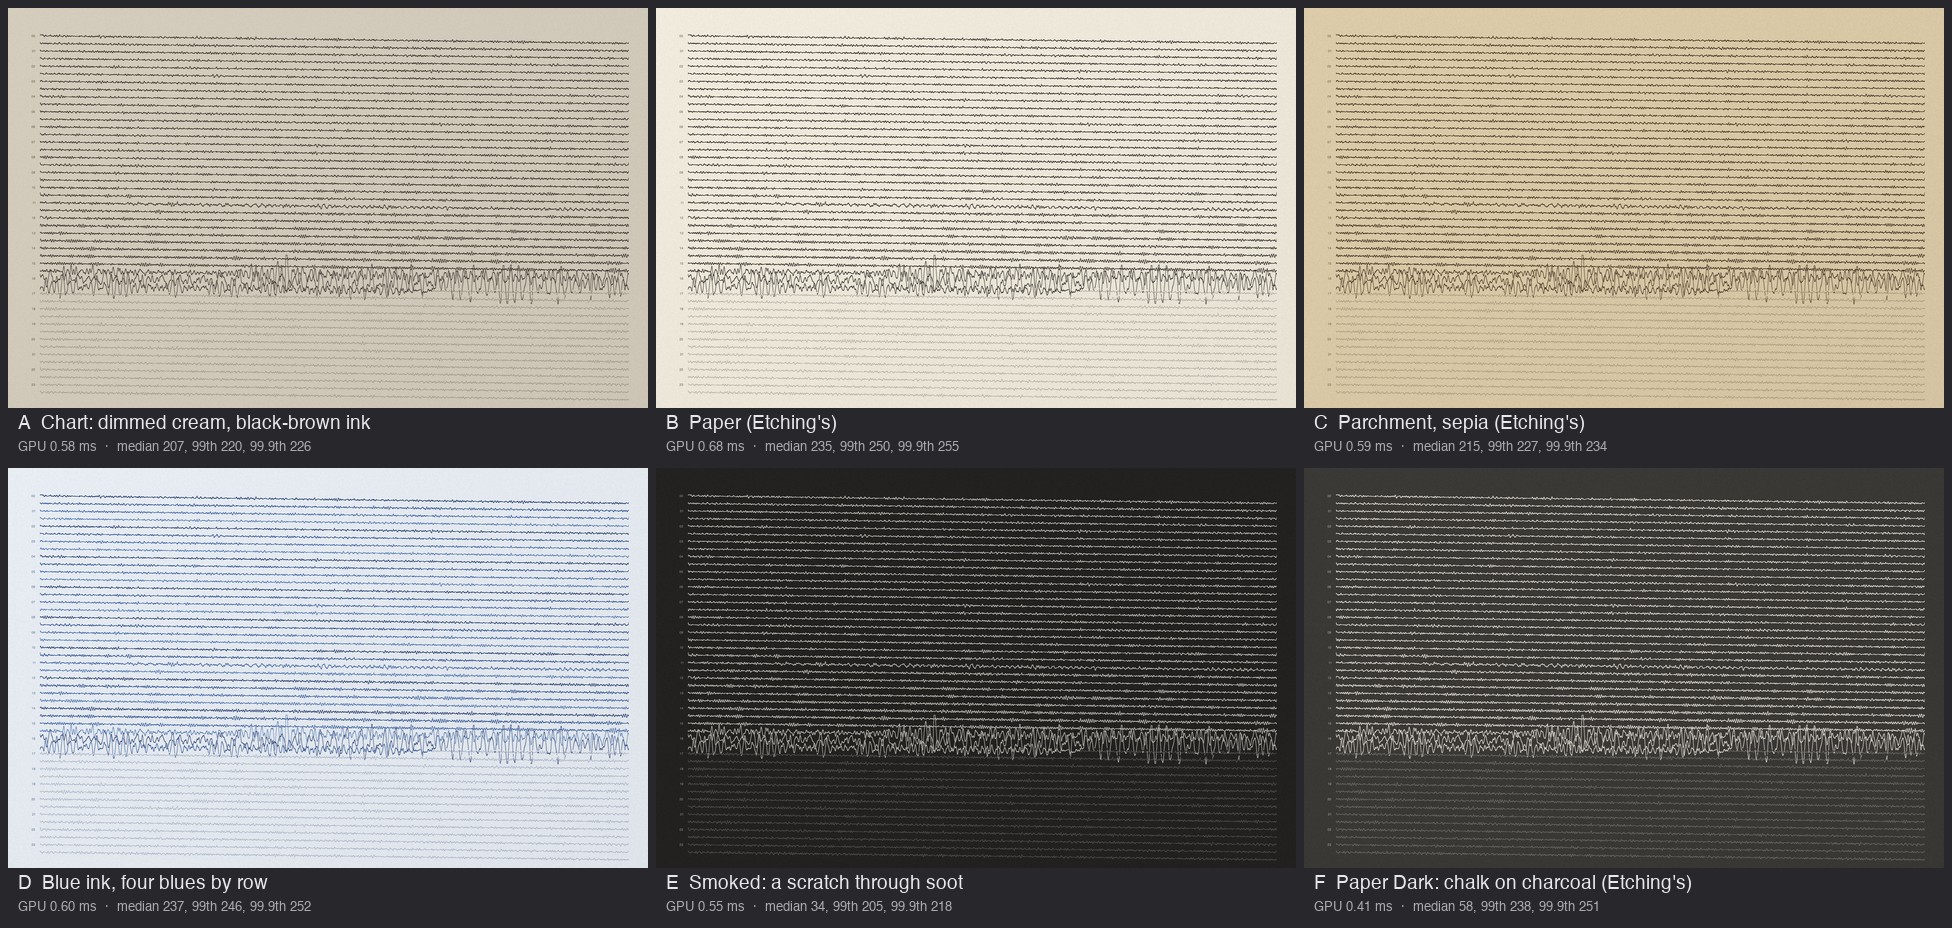 A Chart: dimmed cream, black-brown ink
GPU 0.58 ms · median 207, 99th 220, 99.9th 226
B Paper (Etching's)
GPU 0.68 ms · median 235, 99th 250, 99.9th 255
C Parchment, sepia (Etching's)
GPU 0.59 ms · median 215, 99th 227, 99.9th 234
D Blue ink, four blues by row
GPU 0.60 ms · median 237, 99th 246, 99.9th 252
E Smoked: a scratch through soot
GPU 0.55 ms · median 34, 99th 205, 99.9th 218
F Paper Dark: chalk on charcoal (Etching's)
GPU 0.41 ms · median 58, 99th 238, 99.9th 251